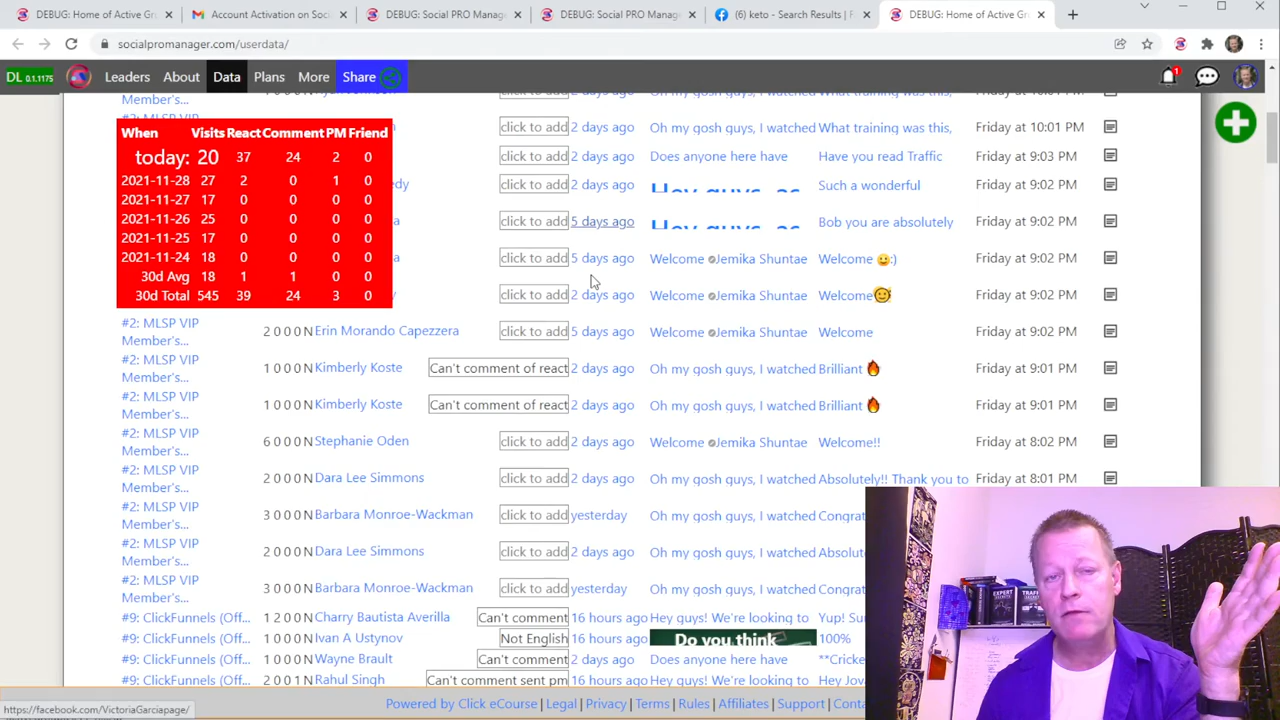 DEBUG: Home of Active Gr
Account Activation on Soci
DEBUG: Social PRO Manage
DEBUG: Social PRO Manage
(6) keto - Search Results | F
DEBUG: Home of Active Gr
socialpromanager.com/userdata/
DL 0.1.1175 Leaders About Data Plans More Share 1
Member's...
When Visits React Comment PM Friend
today: 20 37 24 2 0
2021-11-28 27 2 0 1 0
2021-11-27 17 0 0 0 0
2021-11-26 25 0 0 0 0
2021-11-25 17 0 0 0 0
2021-11-24 18 0 0 0 0
30d Avg 18 1 1 0 0
30d Total 545 39 24 3 0
click to add 2 days ago Oh my gosh guys, I watched What training was this, Friday at 10:01 PM
click to add 2 days ago Does anyone here have Have you read Traffic Friday at 9:03 PM
edy click to add 2 days ago Hey guys, as Such a wonderful Friday at 9:02 PM
a click to add 5 days ago Hey guys, as Bob you are absolutely Friday at 9:02 PM
a click to add 5 days ago Welcome @Jemika Shuntae Welcome 🙂:) Friday at 9:02 PM
click to add 2 days ago Welcome @Jemika Shuntae Welcome🥰 Friday at 9:02 PM
#2: MLSP VIP Member's... 2 0 0 0 N Erin Morando Capezzera click to add 5 days ago Welcome @Jemika Shuntae Welcome Friday at 9:02 PM
#2: MLSP VIP Member's... 1 0 0 0 N Kimberly Koste Can't comment of react 2 days ago Oh my gosh guys, I watched Brilliant 🔥 Friday at 9:01 PM
#2: MLSP VIP Member's... 1 0 0 0 N Kimberly Koste Can't comment of react 2 days ago Oh my gosh guys, I watched Brilliant 🔥 Friday at 9:01 PM
#2: MLSP VIP Member's... 6 0 0 0 N Stephanie Oden click to add 2 days ago Welcome @Jemika Shuntae Welcome!! Friday at 8:02 PM
#2: MLSP VIP Member's... 2 0 0 0 N Dara Lee Simmons click to add 2 days ago Oh my gosh guys, I watched Absolutely!! Thank you to Friday at 8:01 PM
#2: MLSP VIP Member's... 3 0 0 0 N Barbara Monroe-Wackman click to add yesterday Oh my gosh guys, I watched Congrat
#2: MLSP VIP Member's... 2 0 0 0 N Dara Lee Simmons click to add 2 days ago Oh my gosh guys, I watched Absolute
#2: MLSP VIP Member's... 3 0 0 0 N Barbara Monroe-Wackman click to add yesterday Oh my gosh guys, I watched Congrat
#9: ClickFunnels (Off... 1 2 0 0 N Charry Bautista Averilla Can't comment 16 hours ago Hey guys! We're looking to Yup! Su
#9: ClickFunnels (Off... 1 0 0 0 N Ivan A Ustynov Not English 16 hours ago Do you think 100%
#9: ClickFunnels (Off... 1 0 0 0 N Wayne Brault Can't comment 2 days ago Does anyone here have **Cricke
#9: ClickFunnels (Off... 2 0 0 1 N Rahul Singh Can't comment sent pm 16 hours ago Hey guys! We're looking to Hey Jov
Powered by Click eCourse | Legal | Privacy | Terms | Rules | Affiliates | Support | Conta
https://facebook.com/VictoriaGarciapage/
EXPERT SECRETS
TRAFFIC